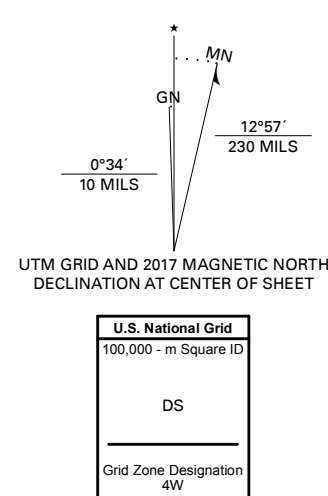 ★
MN
GN
12°57´
230 MILS
0°34´
10 MILS
UTM GRID AND 2017 MAGNETIC NORTH
DECLINATION AT CENTER OF SHEET
U.S. National Grid
100,000 - m Square ID
DS
Grid Zone Designation
4W